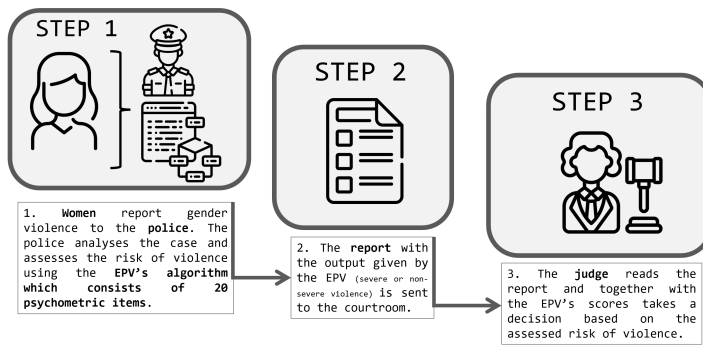 STEP 1
1. Women report gender
violence to the police. The
police analyses the case and
assesses the risk of violence
using the EPV's algorithm
which consists of 20
psychometric items.
STEP 2
2. The report with
the output given by
the EPV (severe or non-
severe violence) is sent
to the courtroom.
STEP 3
3. The judge reads the
report and together with
the EPV's scores takes a
decision based on the
assessed risk of violence.